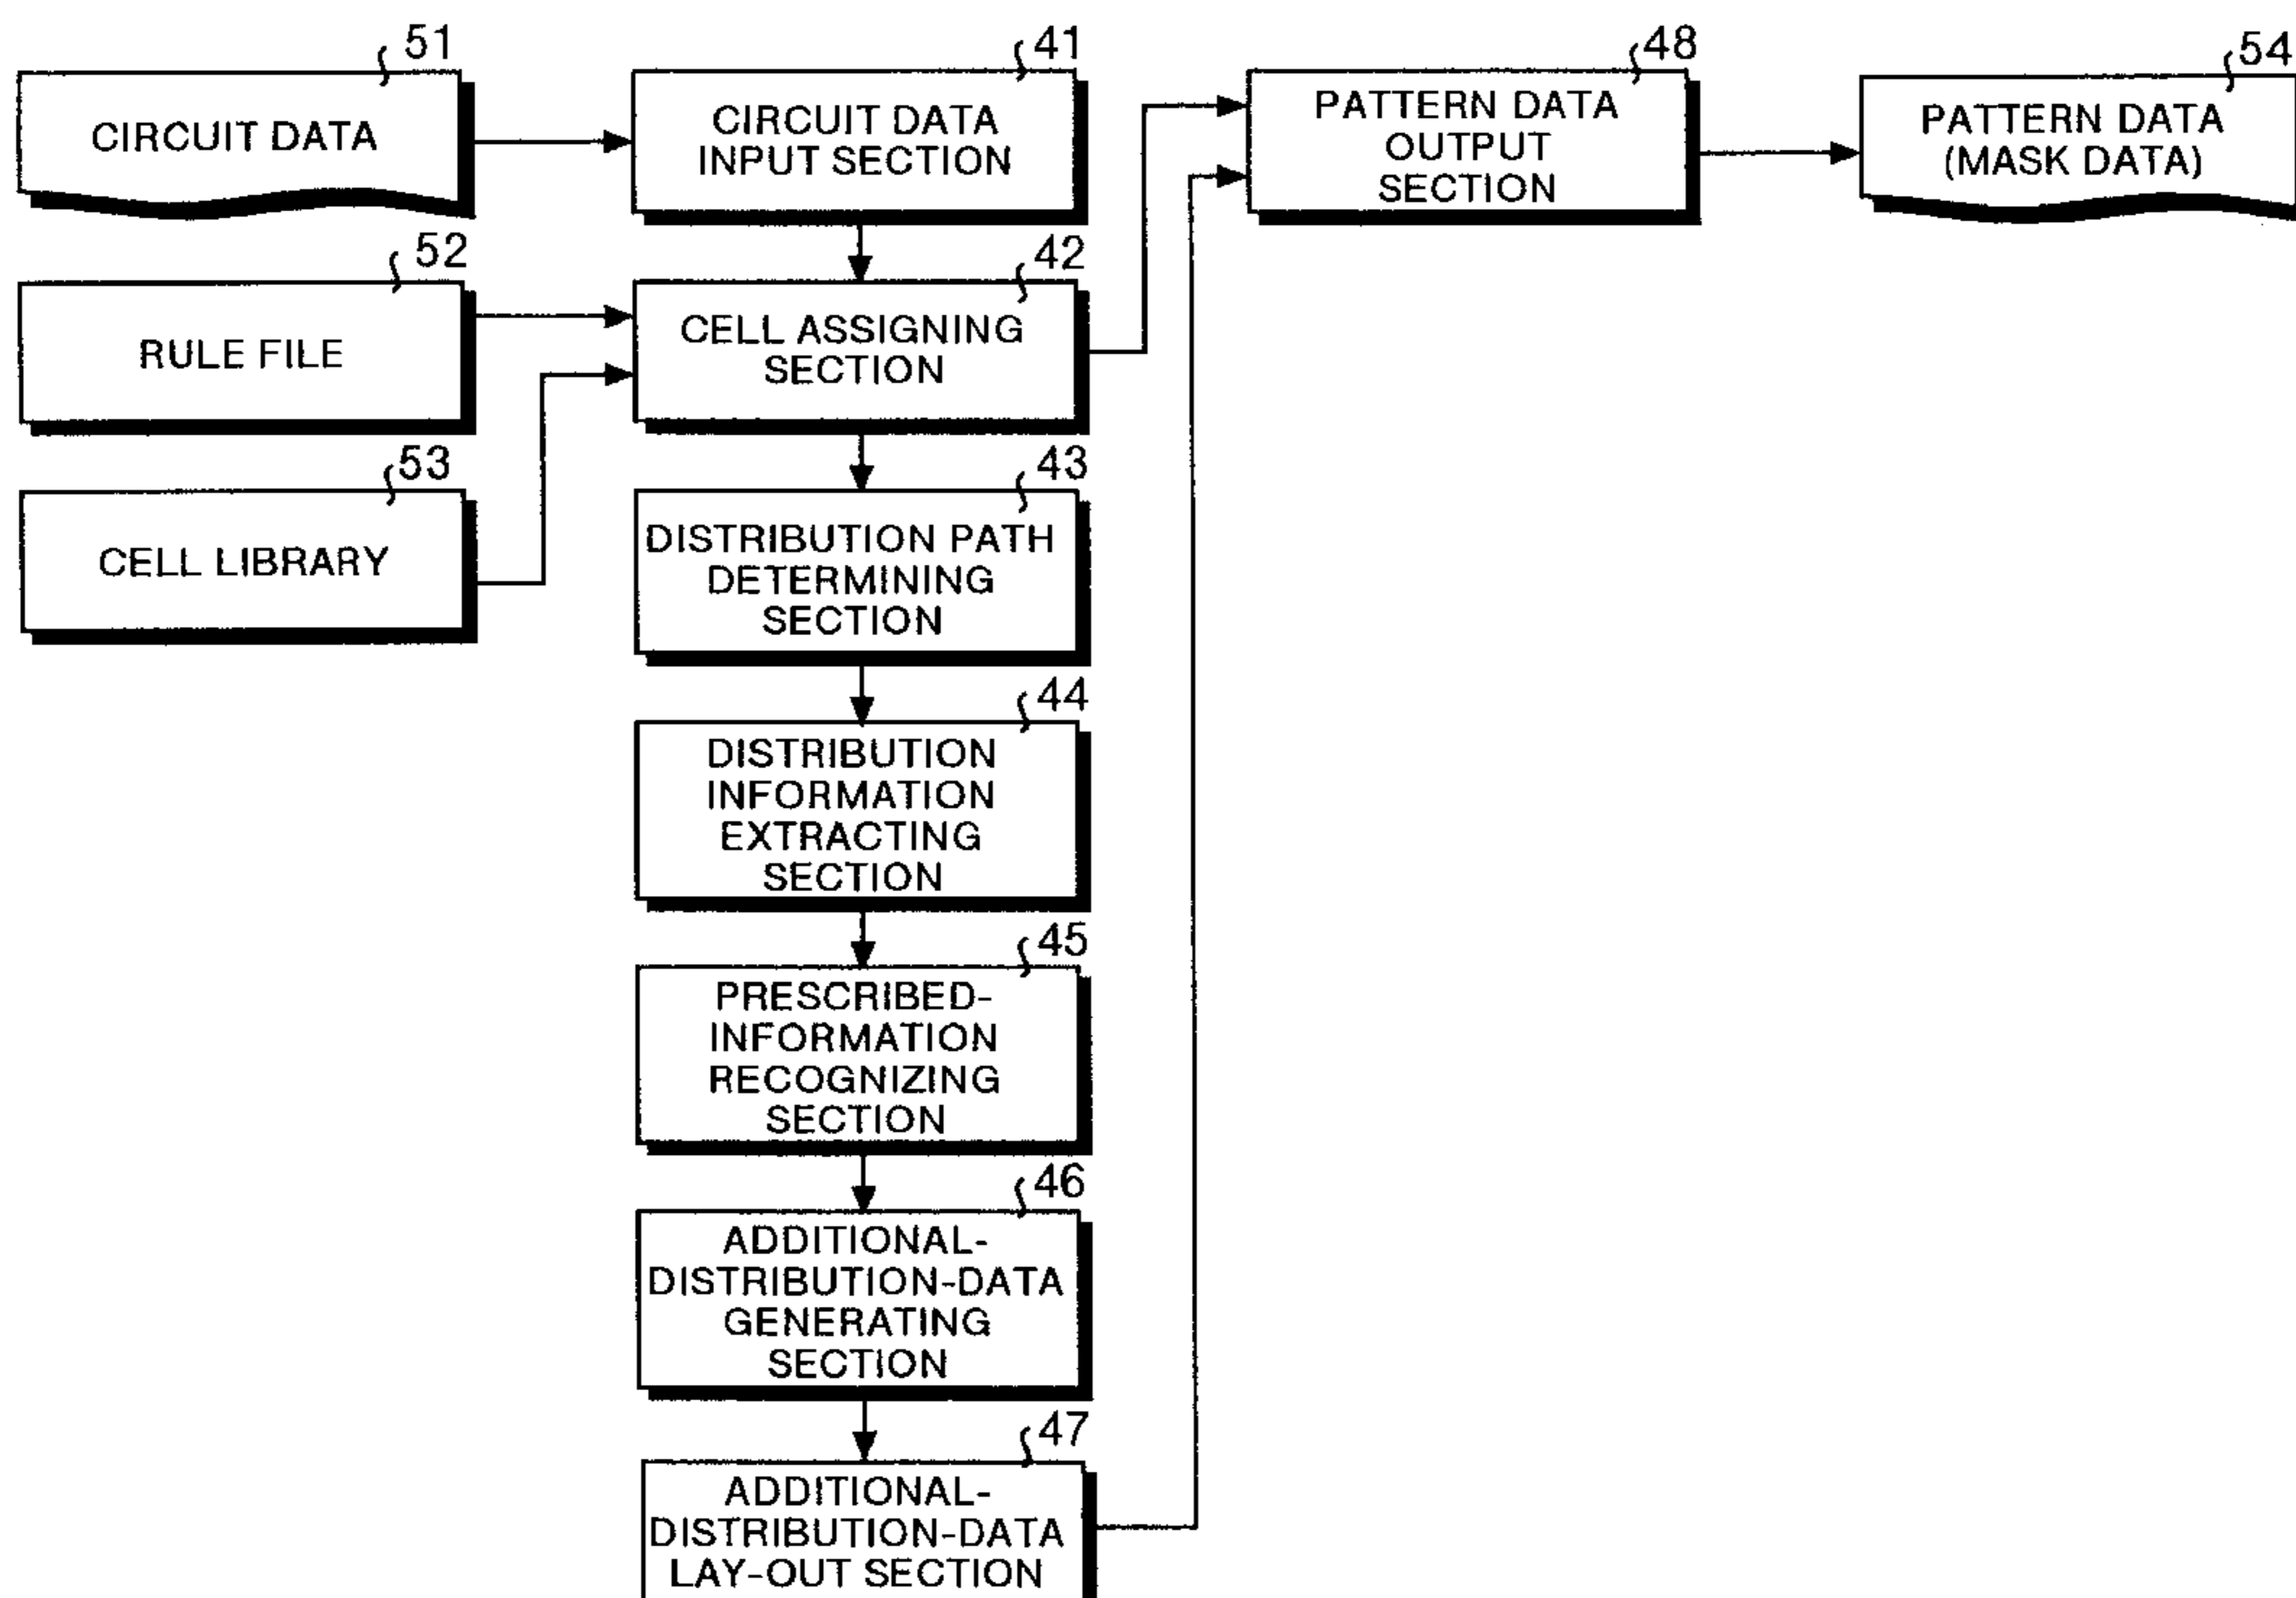 51
CIRCUIT DATA
41
CIRCUIT DATA
INPUT SECTION
48
PATTERN DATA
OUTPUT
SECTION
54
PATTERN DATA
(MASK DATA)
52
RULE FILE
42
CELL ASSIGNING
SECTION
53
CELL LIBRARY
43
DISTRIBUTION PATH
DETERMINING
SECTION
44
DISTRIBUTION
INFORMATION
EXTRACTING
SECTION
45
PRESCRIBED-
INFORMATION
RECOGNIZING
SECTION
46
ADDITIONAL-
DISTRIBUTION-DATA
GENERATING
SECTION
47
ADDITIONAL-
DISTRIBUTION-DATA
LAY-OUT SECTION